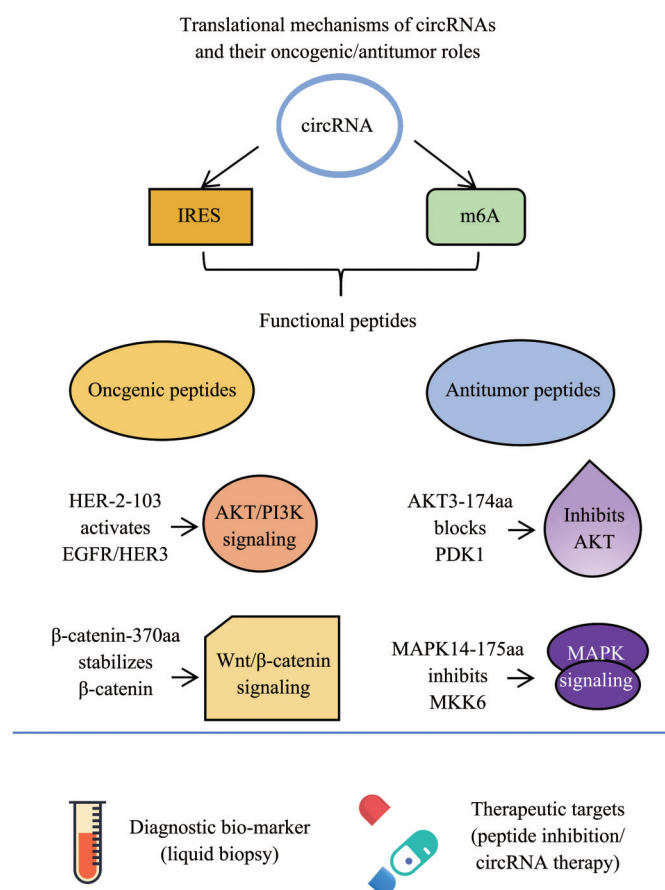 Translational mechanisms of circRNAs
and their oncogenic/antitumor roles
circRNA
IRES
m6A
Functional peptides
Oncgenic peptides
Antitumor peptides
HER-2-103
activates
EGFR/HER3
AKT/PI3K
signaling
AKT3-174aa
blocks
PDK1
Inhibits
AKT
β-catenin-370aa
stabilizes
β-catenin
Wnt/β-catenin
signaling
MAPK14-175aa
inhibits
MKK6
MAPK
signaling
Diagnostic bio-marker
(liquid biopsy)
Therapeutic targets
(peptide inhibition/
circRNA therapy)